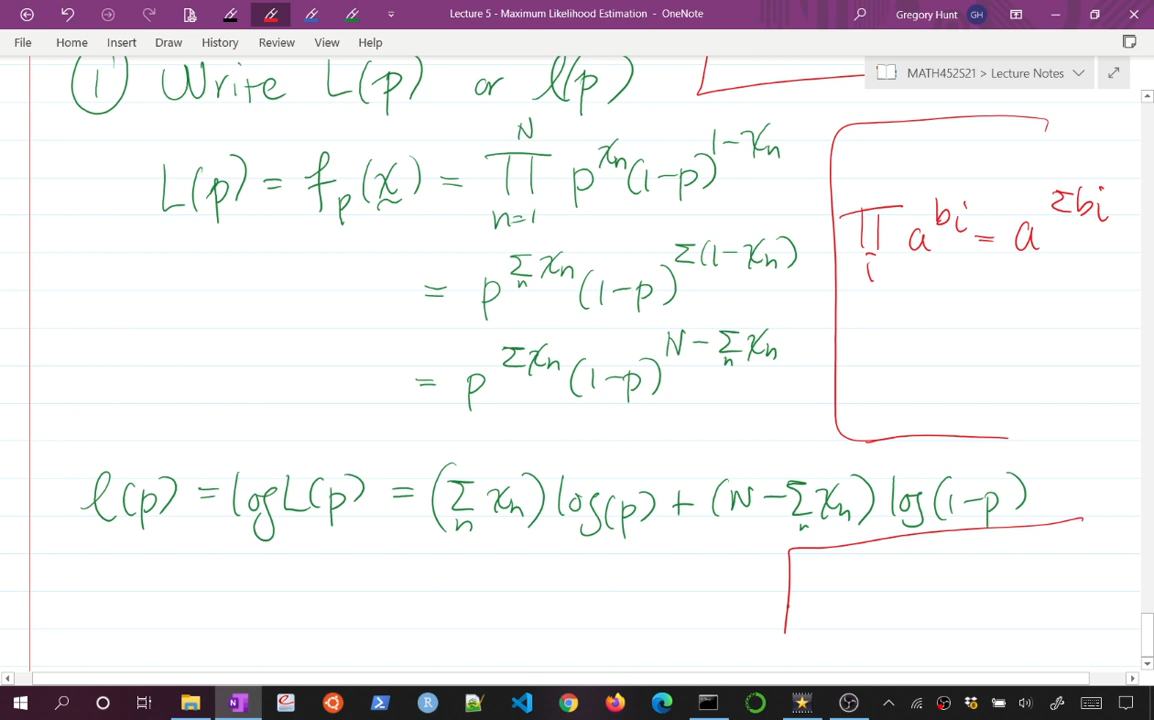 Lecture 5 - Maximum Likelihood Estimation - OneNote
Gregory Hunt GH
File Home Insert Draw History Review View Help
MATH452S21 > Lecture Notes
① Write L(p) or ℓ(p)
L(p) = f_p(x̰) = ∏_{n=1}^{N} p^{x_n} (1-p)^{1-x_n}
= p^{Σ_n x_n} (1-p)^{Σ(1-x_n)}
= p^{Σx_n} (1-p)^{N-Σ_n x_n}
∏_i a^{b_i} = a^{Σb_i}
ℓ(p) = log L(p) = (Σ_n x_n) log(p) + (N - Σ_n x_n) log(1-p)